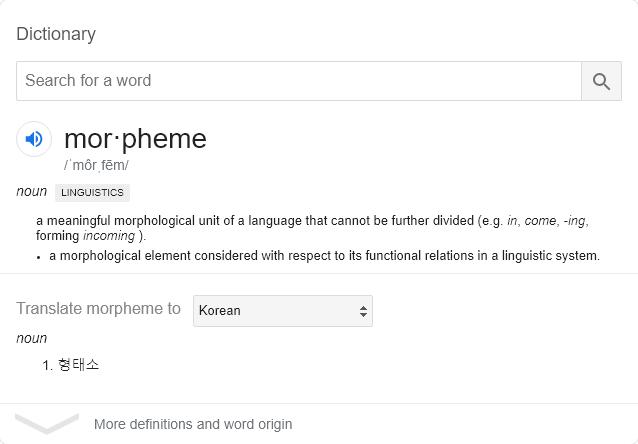 Dictionary
Search for a word
mor·pheme
/ˈmôrˌfēm/
noun LINGUISTICS
a meaningful morphological unit of a language that cannot be further divided (e.g. in, come, -ing,
forming incoming ).
• a morphological element considered with respect to its functional relations in a linguistic system.
Translate morpheme to Korean
noun
1. 형태소
More definitions and word origin